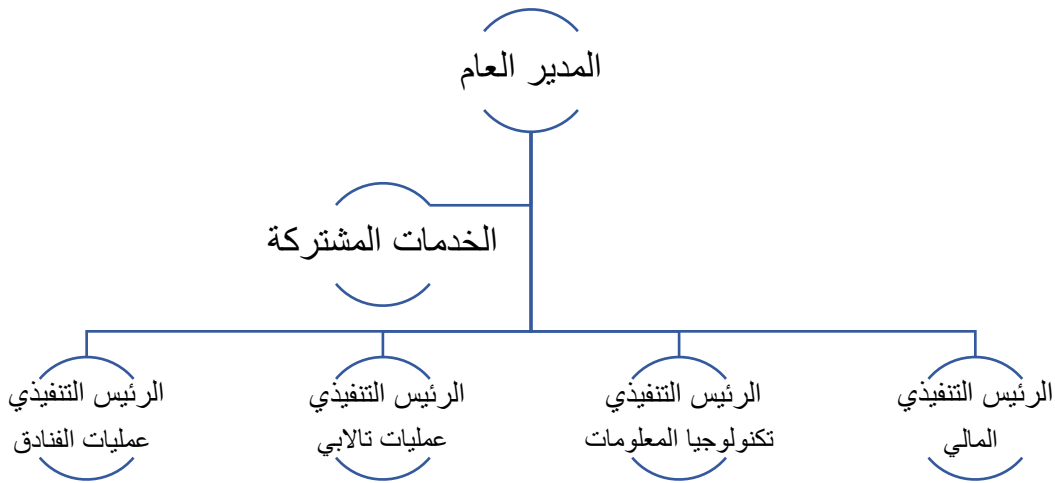 المدير العام
الخدمات المشتركة
الرئيس التنفيذي
المالي
الرئيس التنفيذي
تكنولوجيا المعلومات
الرئيس التنفيذي
عمليات تالابي
الرئيس التنفيذي
عمليات الفنادق